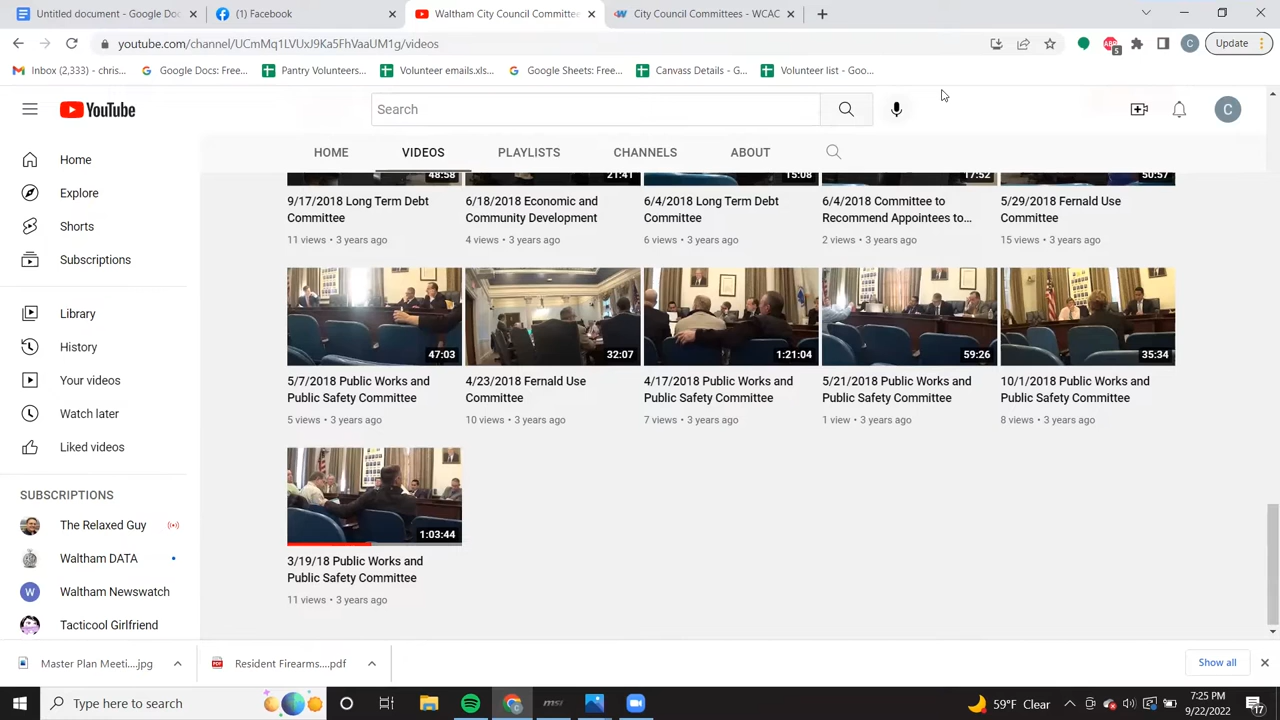 Untitled document - Google Docs
(1) Facebook
Waltham City Council Committee
City Council Committees - WCAC
youtube.com/channel/UCmMq1LVUxJ9Ka5FhVaaUM1g/videos
5
C
Update
Inbox (2,333) - chris...
Google Docs: Free...
Pantry Volunteers...
Volunteer emails.xls...
Google Sheets: Free...
Canvass Details - G...
Volunteer list - Goo...
YouTube
Search
C
HOME
VIDEOS
PLAYLISTS
CHANNELS
ABOUT
Home
Explore
Shorts
Subscriptions
Library
History
Your videos
Watch later
Liked videos
SUBSCRIPTIONS
The Relaxed Guy
Waltham DATA
W Waltham Newswatch
Tacticool Girlfriend
48:58
21:41
15:08
17:52
50:57
9/17/2018 Long Term Debt
Committee
11 views • 3 years ago
6/18/2018 Economic and
Community Development
4 views • 3 years ago
6/4/2018 Long Term Debt
Committee
6 views • 3 years ago
6/4/2018 Committee to
Recommend Appointees to...
2 views • 3 years ago
5/29/2018 Fernald Use
Committee
15 views • 3 years ago
47:03
5/7/2018 Public Works and
Public Safety Committee
5 views • 3 years ago
32:07
4/23/2018 Fernald Use
Committee
10 views • 3 years ago
1:21:04
4/17/2018 Public Works and
Public Safety Committee
7 views • 3 years ago
59:26
5/21/2018 Public Works and
Public Safety Committee
1 view • 3 years ago
35:34
10/1/2018 Public Works and
Public Safety Committee
8 views • 3 years ago
1:03:44
3/19/18 Public Works and
Public Safety Committee
11 views • 3 years ago
Master Plan Meeti....jpg
PDF
Resident Firearms....pdf
Show all
Type here to search
msi
59°F Clear
7:25 PM
9/22/2022
17